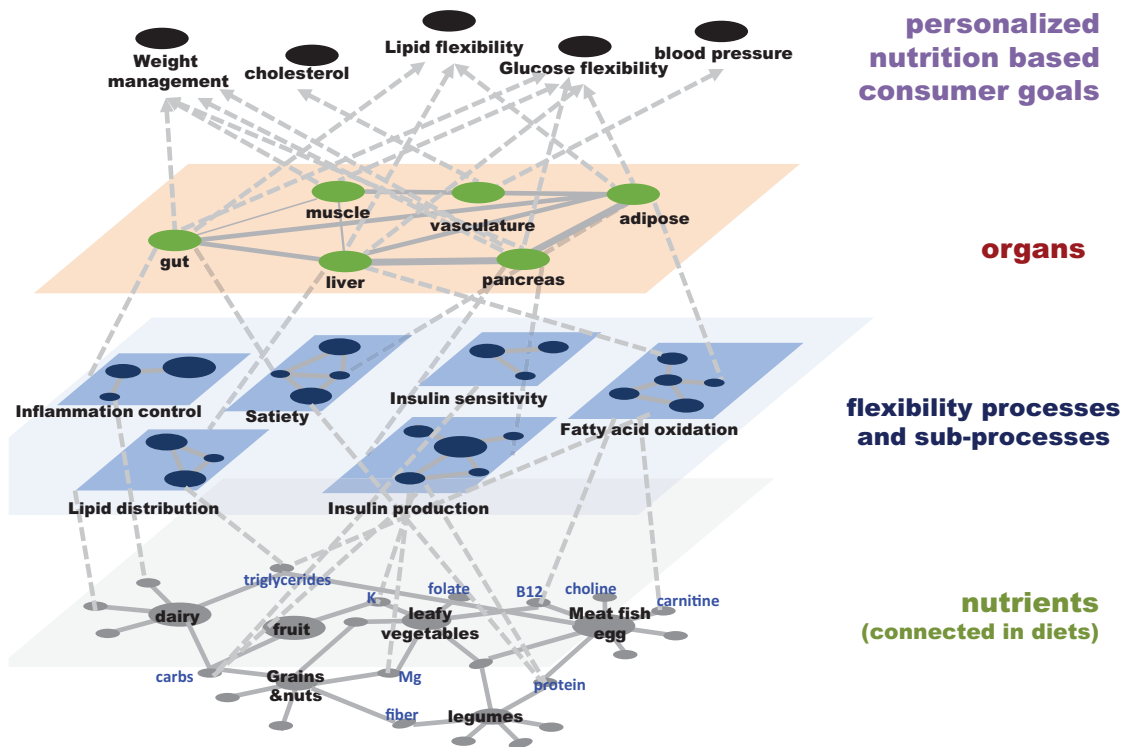 personalized
nutrition based
consumer goals
Weight
management
cholesterol
Lipid flexibility
Glucose flexibility
blood pressure
muscle
vasculature
adipose
gut
liver
pancreas
organs
Inflammation control
Satiety
Insulin sensitivity
Fatty acid oxidation
flexibility processes
and sub-processes
Lipid distribution
Insulin production
triglycerides
K
folate
B12
choline
carnitine
dairy
fruit
leafy
vegetables
Meat fish
egg
nutrients
(connected in diets)
carbs
Grains
&nuts
Mg
protein
fiber
legumes